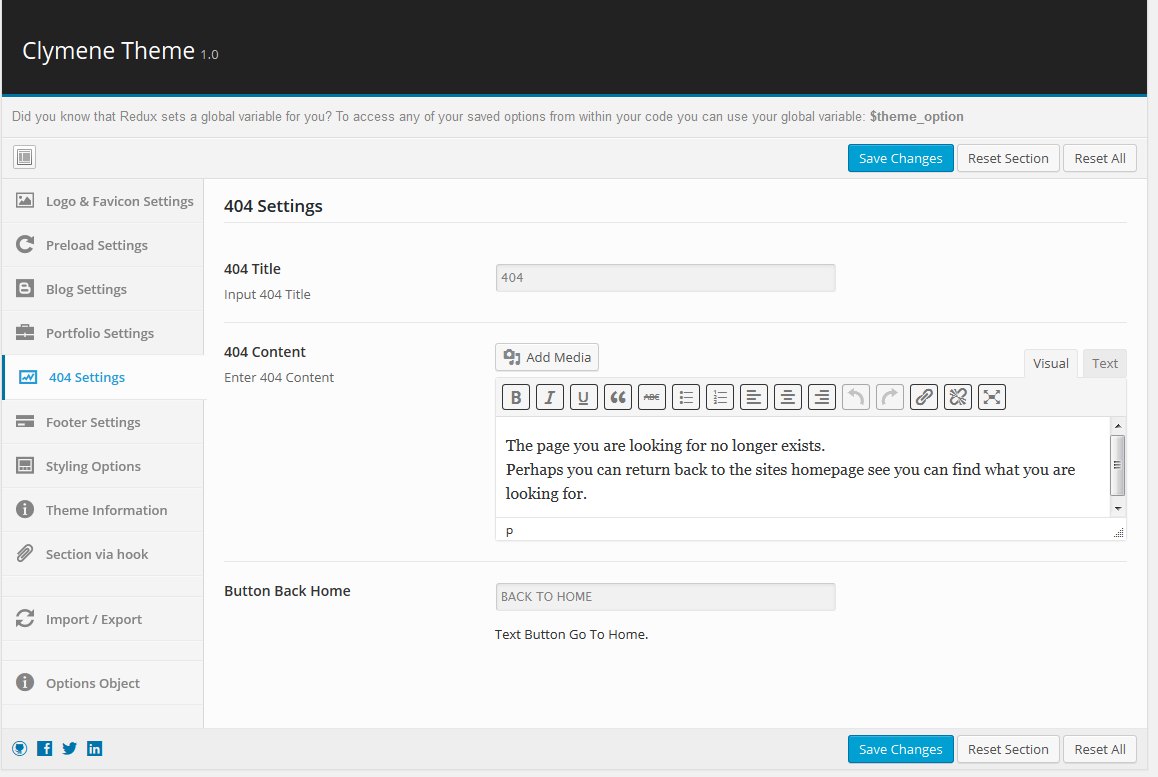 Clymene Theme 1.0
Did you know that Redux sets a global variable for you? To access any of your saved options from within your code you can use your global variable: $theme_option
Save Changes Reset Section Reset All
Logo & Favicon Settings
Preload Settings
Blog Settings
Portfolio Settings
404 Settings
Footer Settings
Styling Options
Theme Information
Section via hook
Import / Export
Options Object
404 Settings
404 Title
Input 404 Title
404
404 Content
Enter 404 Content
Add Media
Visual Text
B I U ABC
The page you are looking for no longer exists.
Perhaps you can return back to the sites homepage see you can find what you are
looking for.
p
Button Back Home
BACK TO HOME
Text Button Go To Home.
Save Changes Reset Section Reset All